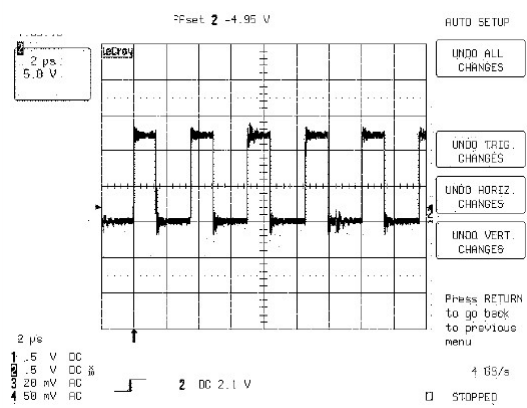 Offset 2 -4.95 V
AUTO SETUP
LeCroy
2
2 µs
5.0 V
UNDO ALL
CHANGES
UNDO TRIG.
CHANGES
UNDO HORIZ.
CHANGES
UNDO VERT.
CHANGES
Press RETURN
to go back
to previous
menu
2 µs
1 .5 V DC
2 .5 V DC
3 20 mV AC
4 50 mV AC
2 DC 2.1 V
4 GS/s
STOPPED